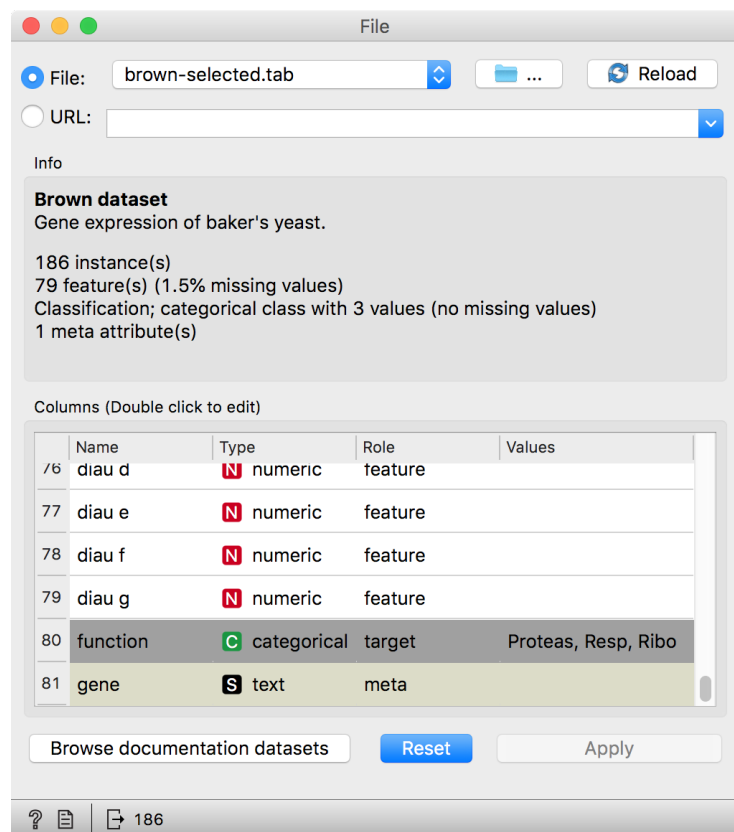 File
File: brown-selected.tab ... Reload
URL:
Info
Brown dataset
Gene expression of baker's yeast.
186 instance(s)
79 feature(s) (1.5% missing values)
Classification; categorical class with 3 values (no missing values)
1 meta attribute(s)
Columns (Double click to edit)
Name Type Role Values
76 diau d N numeric feature
77 diau e N numeric feature
78 diau f N numeric feature
79 diau g N numeric feature
80 function C categorical target Proteas, Resp, Ribo
81 gene S text meta
Browse documentation datasets Reset Apply
? 186